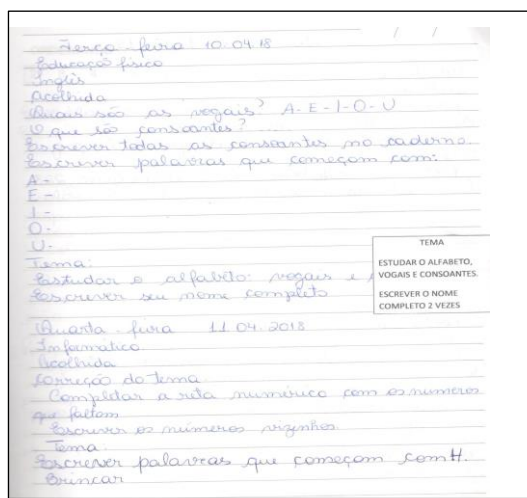 / /
Terça - feira 10.04.18
Educação física
Inglês
Acolhida
Quais são as vogais? A-E-I-O-U
O que são consoantes?
Escrever todas as consoantes no caderno.
Escrever palavras que começam com:
A -
E -
I -
O -
U -
Tema:
Estudar o alfabeto: vogais e
Escrever seu nome completo
TEMA
ESTUDAR O ALFABETO,
VOGAIS E CONSOANTES.
ESCREVER O NOME
COMPLETO 2 VEZES
Quarta - feira 11.04.2018
Informática
Acolhida
Correção do tema
Completar a reta numérico com os numeros
que faltam
Escrever os números vizinhos.
Tema.
Escrever palavras que começam com H.
Brincar